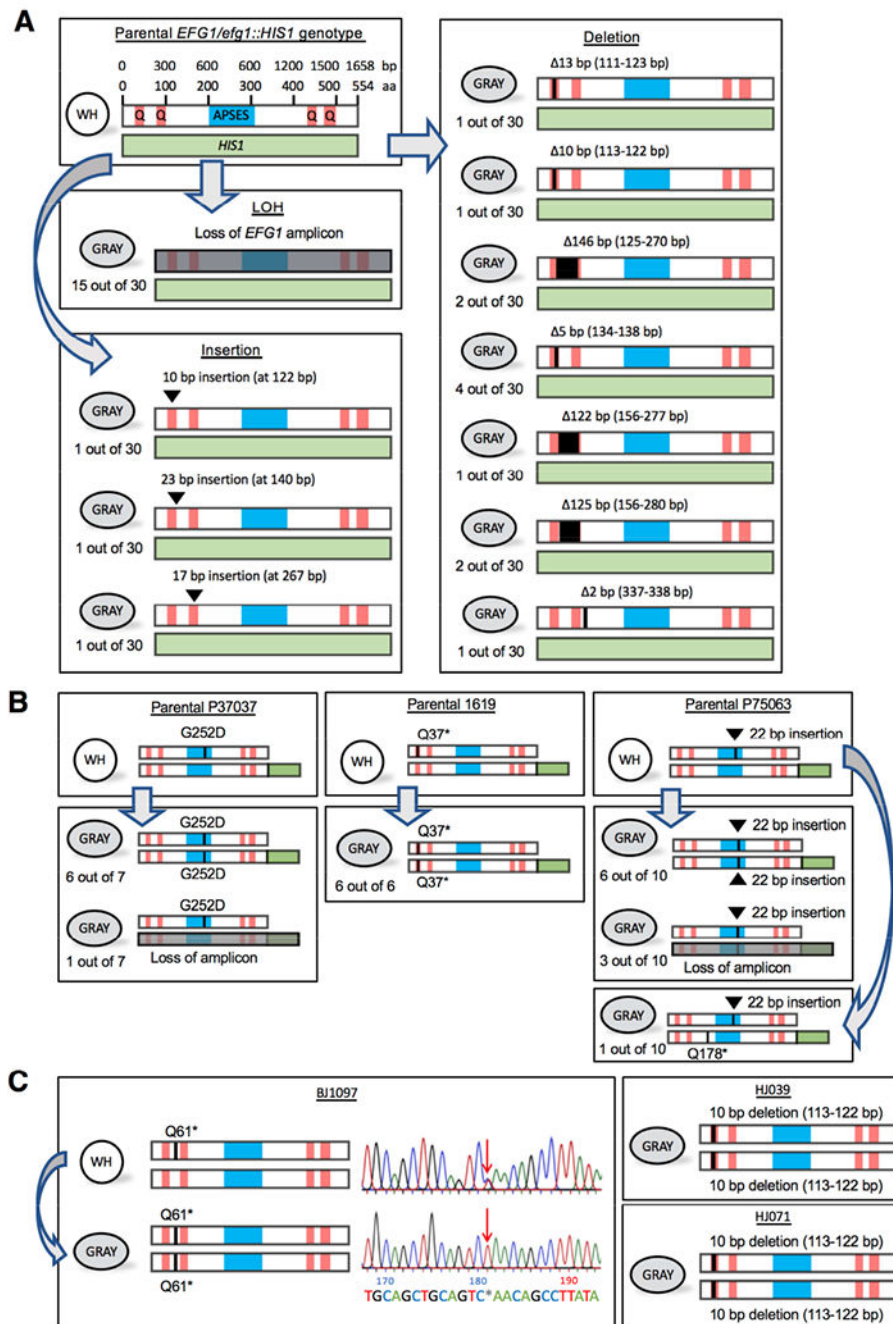 A
Parental EFG1/efg1::HIS1 genotype
0 300 600 600 1200 1500 1658 bp
0 100 200 300 400 500 554 aa
WH
Q Q APSES Q Q
HIS1
LOH
Loss of EFG1 amplicon
GRAY
15 out of 30
Insertion
10 bp insertion (at 122 bp)
GRAY
1 out of 30
23 bp insertion (at 140 bp)
GRAY
1 out of 30
17 bp insertion (at 267 bp)
GRAY
1 out of 30
Deletion
Δ13 bp (111-123 bp)
GRAY
1 out of 30
Δ10 bp (113-122 bp)
GRAY
1 out of 30
Δ146 bp (125-270 bp)
GRAY
2 out of 30
Δ5 bp (134-138 bp)
GRAY
4 out of 30
Δ122 bp (156-277 bp)
GRAY
1 out of 30
Δ125 bp (156-280 bp)
GRAY
2 out of 30
Δ2 bp (337-338 bp)
GRAY
1 out of 30
B
Parental P37037
G252D
WH
G252D
GRAY
G252D
6 out of 7
G252D
GRAY
1 out of 7
Loss of amplicon
Parental 1619
Q37*
WH
Q37*
GRAY
Q37*
6 out of 6
Parental P75063
22 bp insertion
WH
22 bp insertion
GRAY
6 out of 10
22 bp insertion
22 bp insertion
GRAY
3 out of 10
Loss of amplicon
22 bp insertion
GRAY
1 out of 10
Q178*
C
BJ1097
Q61*
WH
Q61*
GRAY
Q61*
170 180 190
TGCAGCTGCAGTC*AACAGCCTTATA
HJ039
10 bp deletion (113-122 bp)
GRAY
10 bp deletion (113-122 bp)
HJ071
10 bp deletion (113-122 bp)
GRAY
10 bp deletion (113-122 bp)